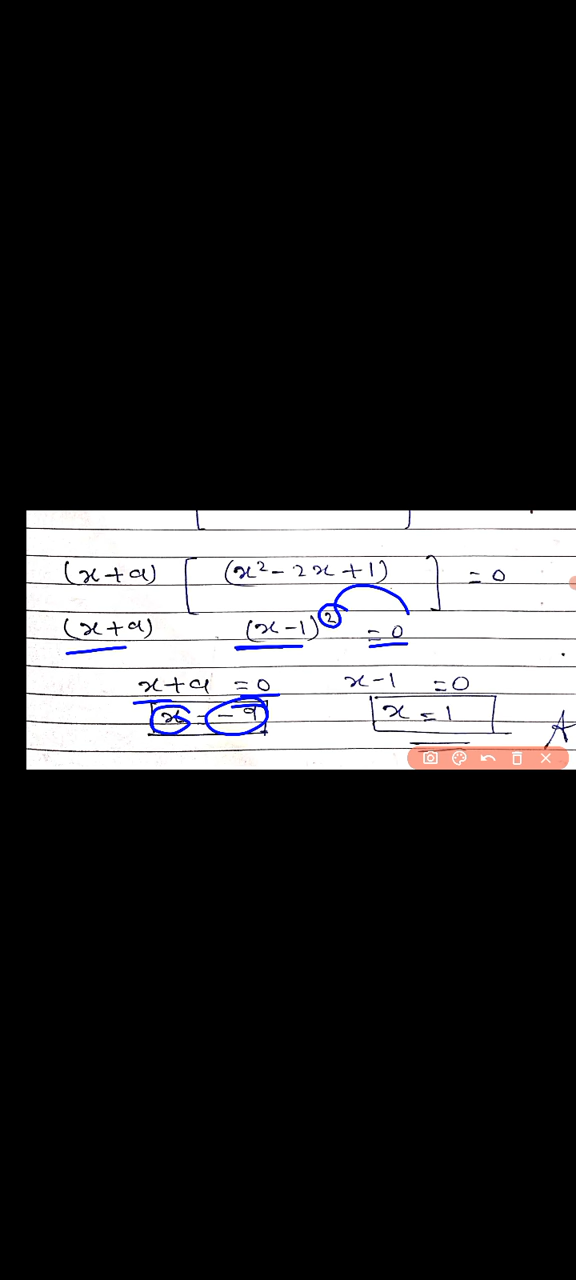 (x+a) [(x²-2x+1)] =0
(x+a) (x-1)² =0
x+a =0 x-1 =0
x = -a x=1
A